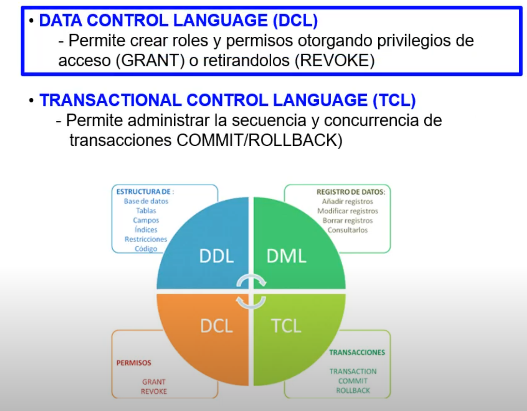 • DATA CONTROL LANGUAGE (DCL)
- Permite crear roles y permisos otorgando privilegios de
acceso (GRANT) o retirandolos (REVOKE)
• TRANSACTIONAL CONTROL LANGUAGE (TCL)
- Permite administrar la secuencia y concurrencia de
transacciones COMMIT/ROLLBACK)
ESTRUCTURA DE :
Base de datos
Tablas
Campos
Índices
Restricciones
Código
REGISTRO DE DATOS:
Añadir registros
Modificar registros
Borrar registros
Consultarlos
DDL
DML
DCL
TCL
PERMISOS
GRANT
REVOKE
TRANSACCIONES
TRANSACTION
COMMIT
ROLLBACK